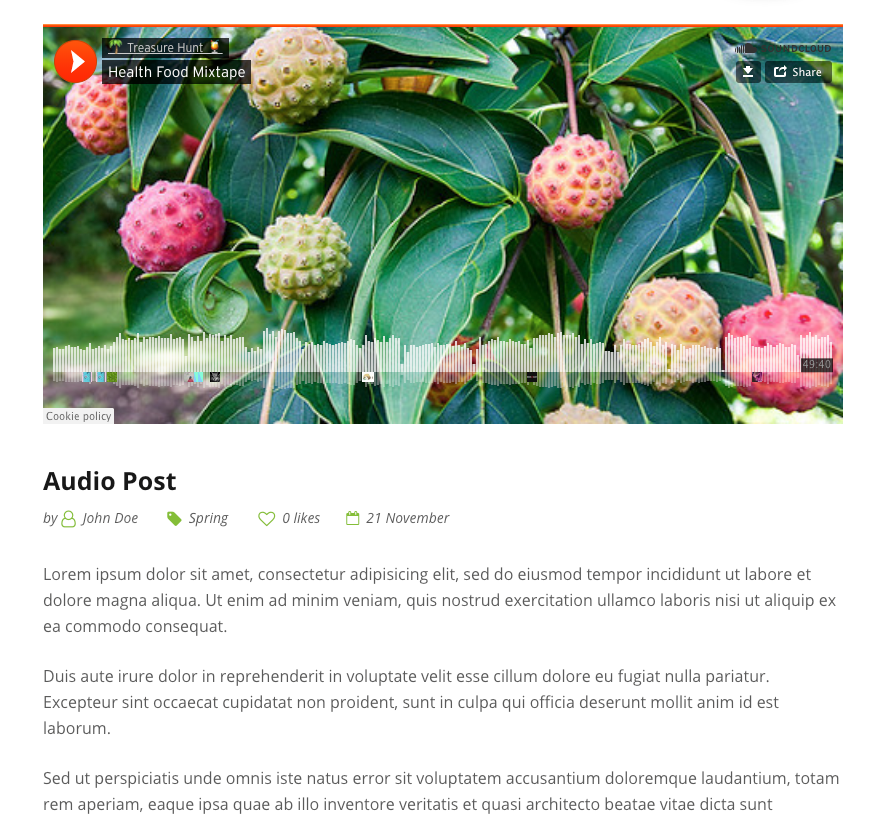 Treasure Hunt
SOUNDCLOUD
Health Food Mixtape
Share
49:40
Cookie policy
Audio Post
by John Doe Spring 0 likes 21 November
Lorem ipsum dolor sit amet, consectetur adipisicing elit, sed do eiusmod tempor incididunt ut labore et
dolore magna aliqua. Ut enim ad minim veniam, quis nostrud exercitation ullamco laboris nisi ut aliquip ex
ea commodo consequat.
Duis aute irure dolor in reprehenderit in voluptate velit esse cillum dolore eu fugiat nulla pariatur.
Excepteur sint occaecat cupidatat non proident, sunt in culpa qui officia deserunt mollit anim id est
laborum.
Sed ut perspiciatis unde omnis iste natus error sit voluptatem accusantium doloremque laudantium, totam
rem aperiam, eaque ipsa quae ab illo inventore veritatis et quasi architecto beatae vitae dicta sunt